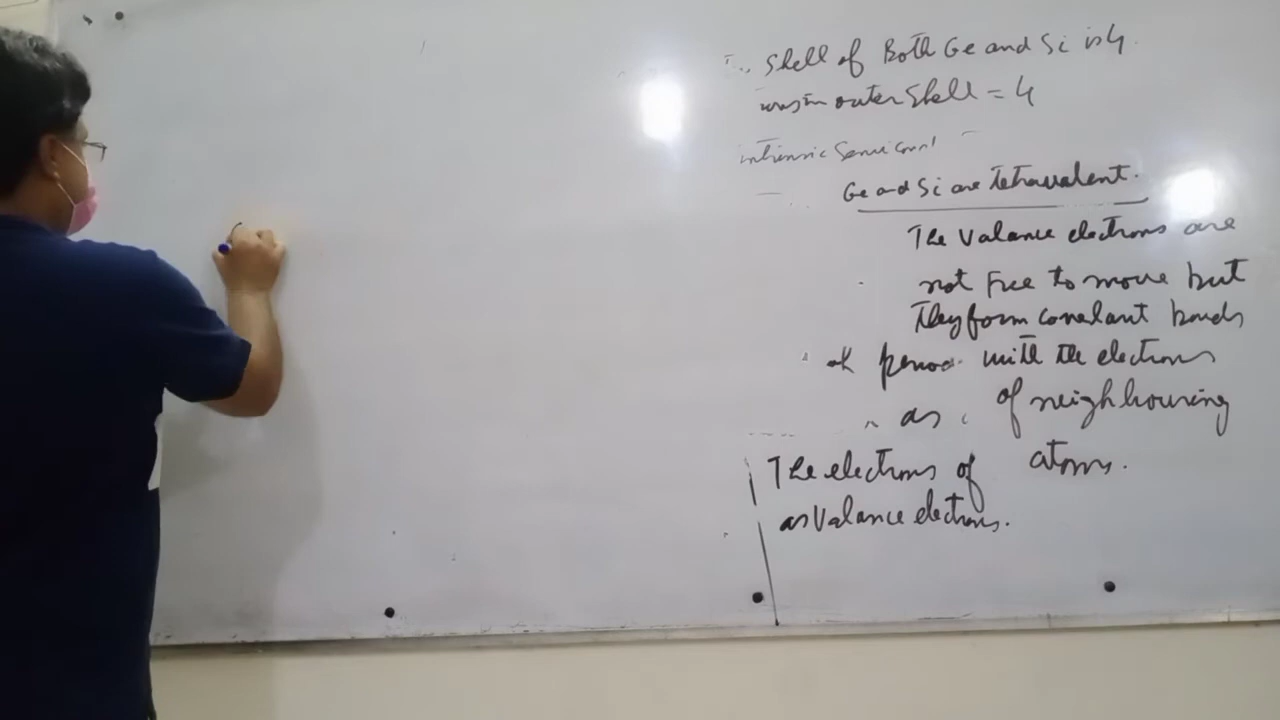 Shell of Both Ge and Si is 4.
outer Shell = 4
intrinsic Semicon
Ge and Si are Tetravalent.
The Valance electrons are
not Free to move but
They form convelant bonds
with the electrons
as
of neighbouring
atoms.
The electrons of
as Valance electrons.